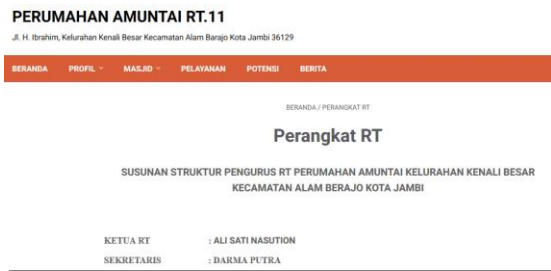 PERUMAHAN AMUNTAI RT.11
Jl. H. Ibrahim, Kelurahan Kenali Besar Kecamatan Alam Barajo Kota Jambi 36129
BERANDA PROFIL MASJID PELAYANAN POTENSI BERITA
BERANDA / PERANGKAT RT
Perangkat RT
SUSUNAN STRUKTUR PENGURUS RT PERUMAHAN AMUNTAI KELURAHAN KENALI BESAR
KECAMATAN ALAM BERAJO KOTA JAMBI
KETUA RT : ALI SATI NASUTION
SEKRETARIS : DARMA PUTRA